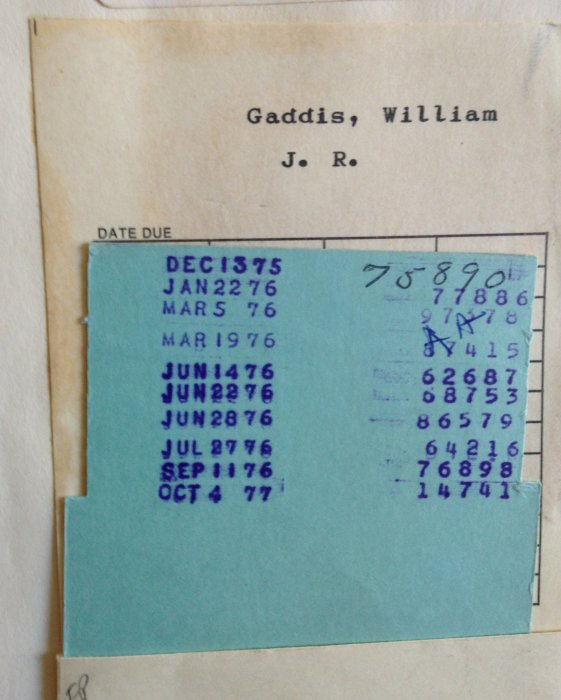 Gaddis, William
J. R.
DATE DUE
DEC 13 75 75890
JAN 22 76 77886
MAR 5 76
MAR 19 76 87415
JUN 14 76 62687
JUN 22 76 68753
JUN 28 76 86579
JUL 27 76 64216
SEP 11 76 76898
OCT 4 77 14741